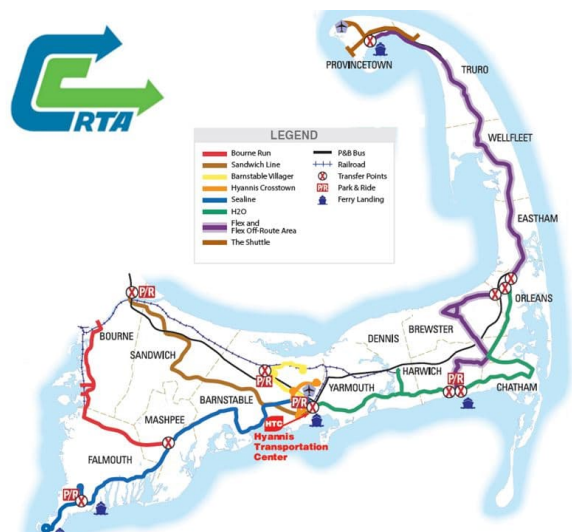 RTA
PROVINCETOWN
TRURO
WELLFLEET
EASTHAM
ORLEANS
BREWSTER
DENNIS
HARWICH
CHATHAM
YARMOUTH
BARNSTABLE
SANDWICH
BOURNE
MASHPEE
FALMOUTH
LEGEND
Bourne Run
Sandwich Line
Barnstable Villager
Hyannis Crosstown
Sealine
H2O
Flex and
Flex Off-Route Area
The Shuttle
P&B Bus
Railroad
Transfer Points
P/R Park & Ride
Ferry Landing
P/R
P/R
P/R
P/R
P/R
HTC
Hyannis
Transportation
Center